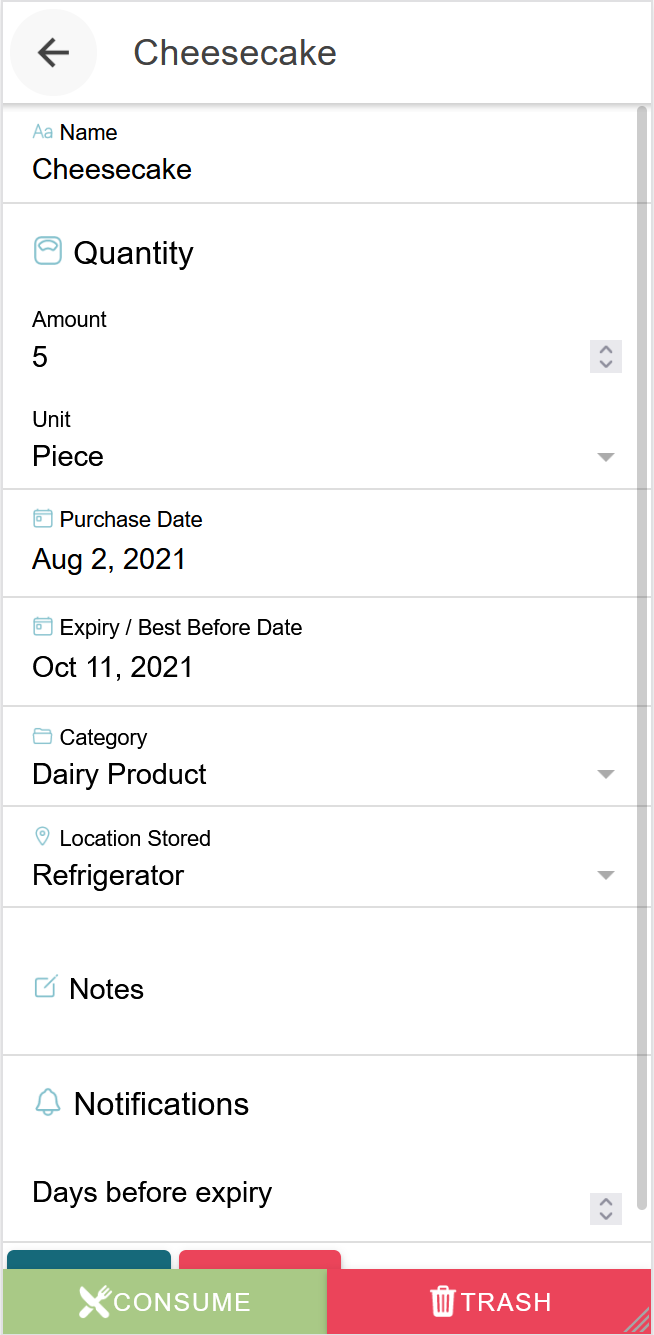 Cheesecake
Aa Name
Cheesecake
Quantity
Amount
5
Unit
Piece
Purchase Date
Aug 2, 2021
Expiry / Best Before Date
Oct 11, 2021
Category
Dairy Product
Location Stored
Refrigerator
Notes
Notifications
Days before expiry
CONSUME
TRASH